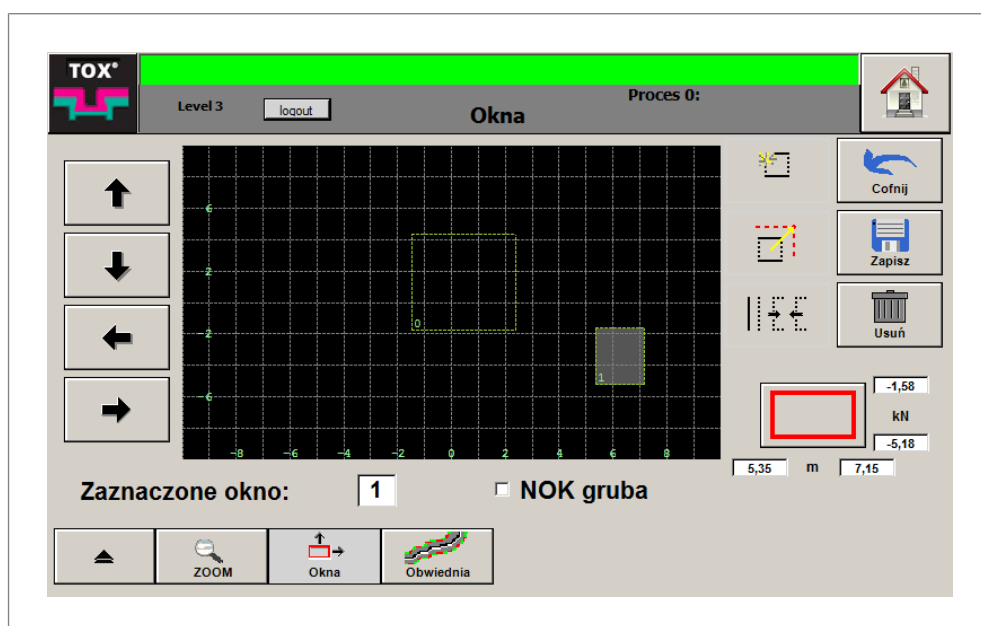 TOX®
Level 3
logout
Okna
Proces 0:
Cofnij
Zapisz
Usuń
6
2
-2
-6
-8 -6 -4 -2 0 2 4 6 8
0
1
-1,58
kN
-5,18
5,35 m 7,15
Zaznaczone okno: 1
NOK gruba
ZOOM
Okna
Obwiednia